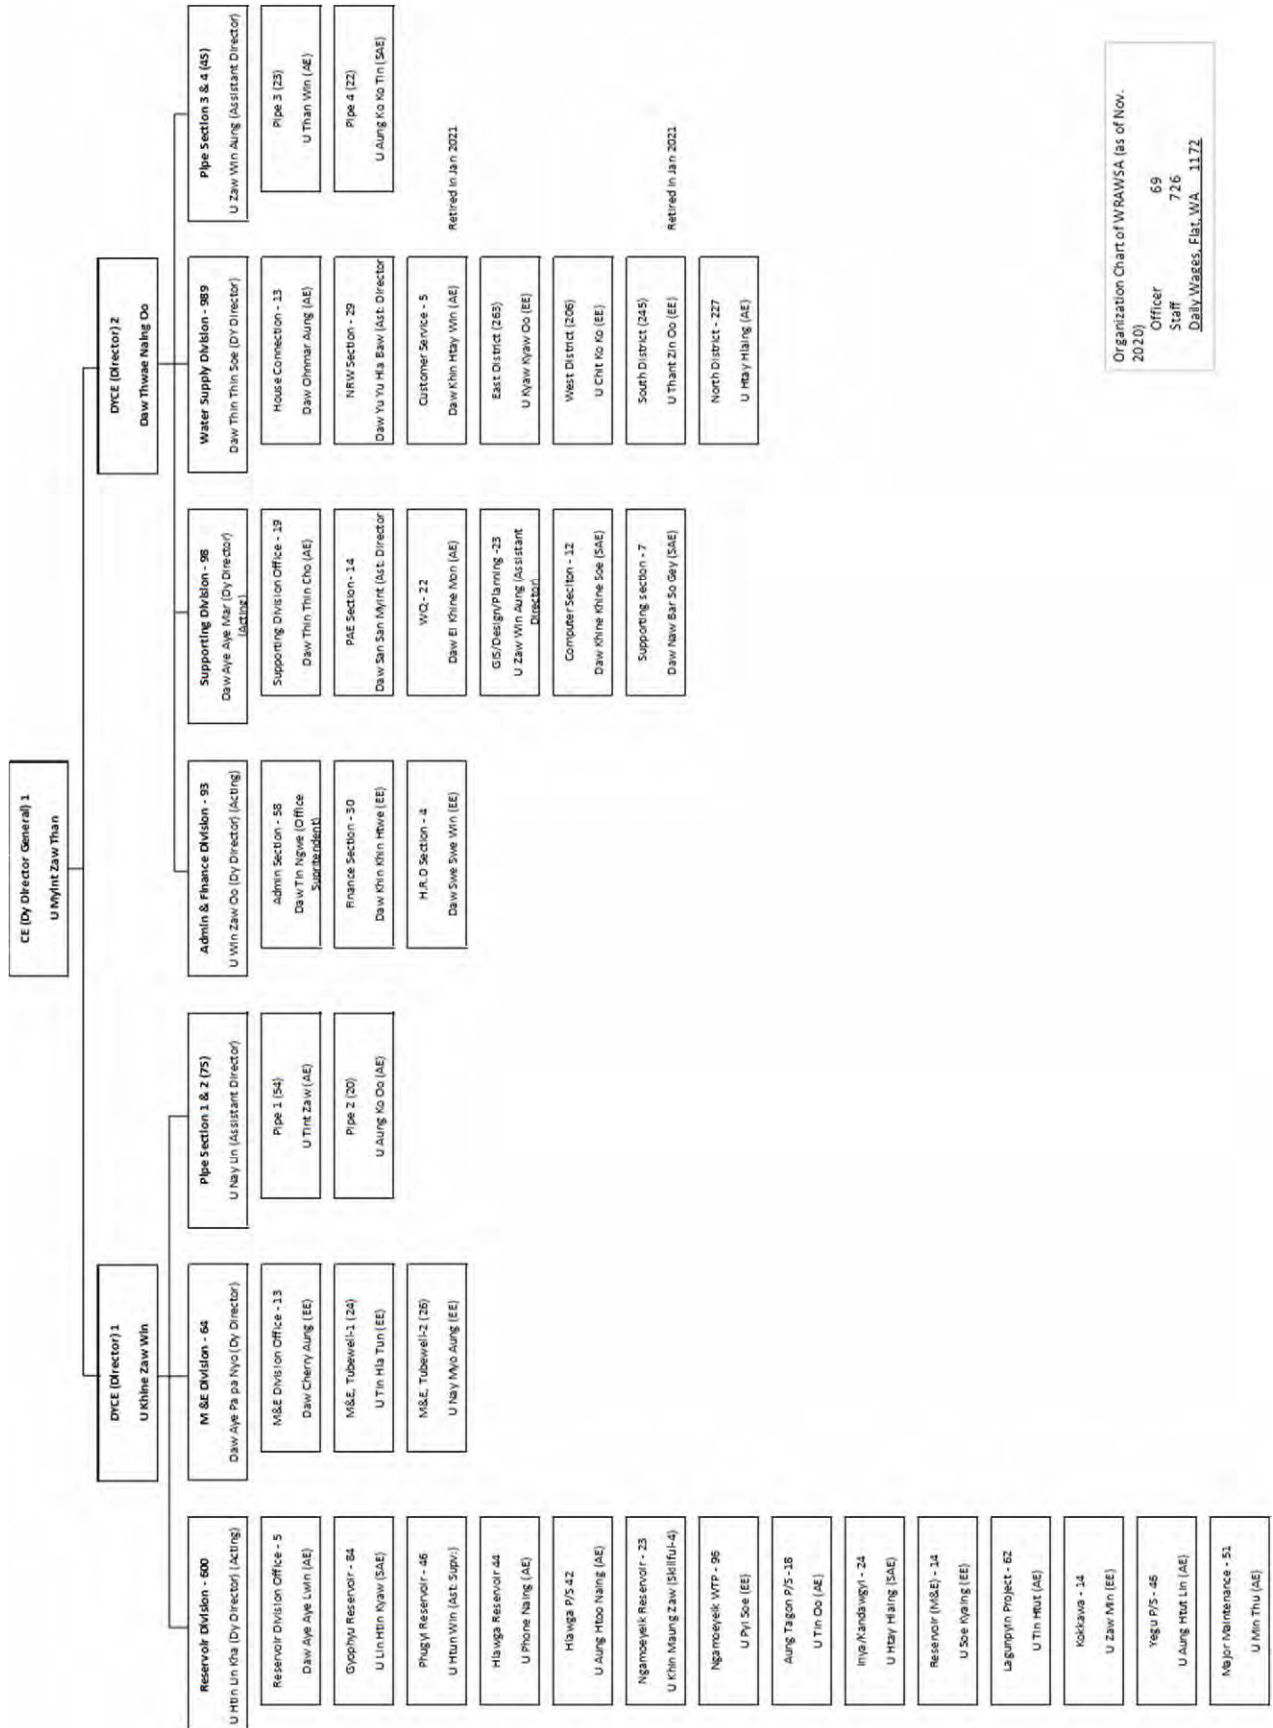 CE (Dy Director General) 1
U Myint Zaw Than
DYCE (Director) 1
U Khine Zaw Win
DYCE (Director) 2
Daw Thwae Naing Oo
Reservoir Division - 600
U Htin Lin Kha (Dy Director) (Acting)
Reservoir Division Office - 5
Daw Aye Aye Lwin (AE)
Gyophyu Reservoir - 84
U Lin Htin Kyaw (SAE)
Phugyi Reservoir - 46
U Htun Win (Ast: Supv:)
Hlawga Reservoir 44
U Phone Naing (AE)
Hlawga P/S 42
U Aung Htoo Naing (AE)
Ngamoeyeik Reservoir - 23
U Khin Maung Zaw (Skillful-4)
Ngamoeyeik WTP - 96
U Pyi Soe (EE)
Aung Tagon P/S -18
U Tin Oo (AE)
Inya/Kandawgyi - 24
U Htay Hlaing (SAE)
Reservoir (M&E) - 14
U Soe Kyaing (EE)
Lagunpyin Project - 62
U Tin Htut (AE)
Kokkawa - 14
U Zaw Min (EE)
Yegu P/S - 46
U Aung Htut Lin (AE)
Major Maintenance - 51
U Min Thu (AE)
M &E Division - 64
Daw Aye Pa pa Nyo (Dy Director)
M&E Division Office - 13
Daw Cherry Aung (EE)
M&E, Tubewell-1 (24)
U Tin Hla Tun (EE)
M&E, Tubewell-2 (26)
U Nay Myo Aung (EE)
Pipe Section 1 & 2 (75)
U Nay Lin (Assistant Director)
Pipe 1 (54)
U Tint Zaw (AE)
Pipe 2 (20)
U Aung Ko Oo (AE)
Admin & Finance Division - 93
U Win Zaw Oo (Dy Director) (Acting)
Admin Section - 58
Daw Tin Ngwe (Office
Supritendent)
Finance Section - 30
Daw Khin Khin Htwe (EE)
H.R.D Section - 4
Daw Swe Swe Win (EE)
Supporting Division - 98
Daw Aye Aye Mar (Dy Director)
(Acting)
Supporting Division Office - 19
Daw Thin Thin Cho (AE)
PAE Section - 14
Daw San San Myint (Ast: Director
WQ - 22
Daw Ei Khine Mon (AE)
GIS/Design/Planning -23
U Zaw Win Aung (Assistant
Director)
Computer Seciton - 12
Daw Khine Khine Soe (SAE)
Supporting section - 7
Daw Naw Bar So Gey (SAE)
Water Supply Division - 989
Daw Thin Thin Soe (DY Director)
House Connection - 13
Daw Ohnmar Aung (AE)
NRW Section - 29
Daw Yu Yu Hla Baw (Ast: Director
Customer Service - 5
Daw Khin Htay Win (AE)
Retired in Jan 2021
East District (263)
U Kyaw Kyaw Oo (EE)
West District (206)
U Chit Ko Ko (EE)
South District (245)
U Thant Zin Oo (EE)
Retired in Jan 2021
North District - 227
U Htay Hlaing (AE)
Pipe Section 3 & 4 (45)
U Zaw Win Aung (Assistant Director)
Pipe 3 (23)
U Than Win (AE)
Pipe 4 (22)
U Aung Ko Ko Tin (SAE)
Organization Chart of WRAWSA (as of Nov.
2020)
Officer 69
Staff 726
Daily Wages, Flat, WA 1172